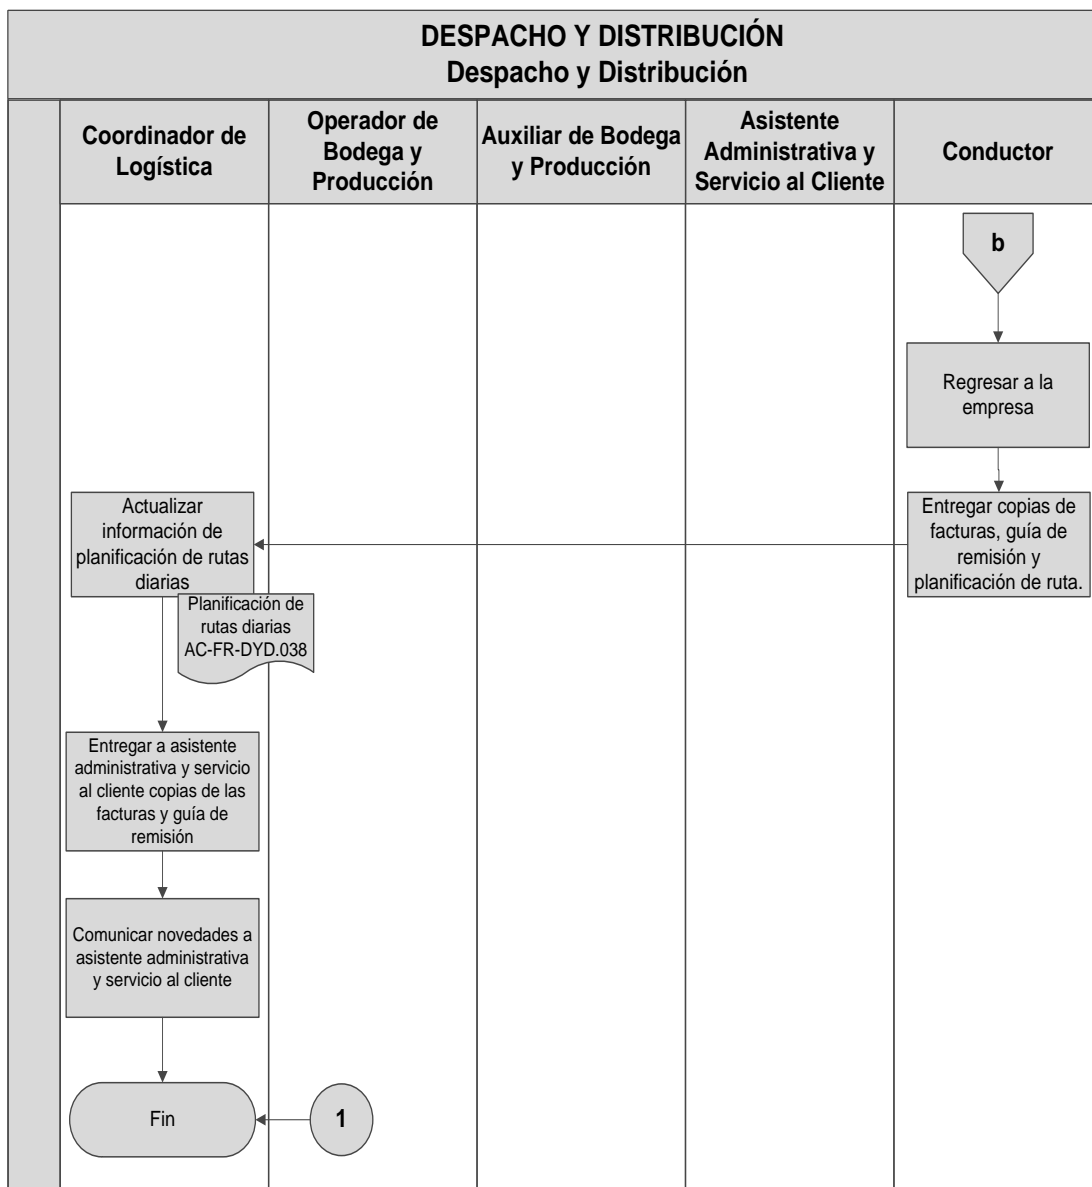 DESPACHO Y DISTRIBUCIÓN
Despacho y Distribución
Coordinador de
Logística
Operador de
Bodega y
Producción
Auxiliar de Bodega
y Producción
Asistente
Administrativa y
Servicio al Cliente
Conductor
b
Regresar a la
empresa
Entregar copias de
facturas, guía de
remisión y
planificación de ruta.
Actualizar
información de
planificación de rutas
diarias
Planificación de
rutas diarias
AC-FR-DYD.038
Entregar a asistente
administrativa y servicio
al cliente copias de las
facturas y guía de
remisión
Comunicar novedades a
asistente administrativa
y servicio al cliente
Fin
1